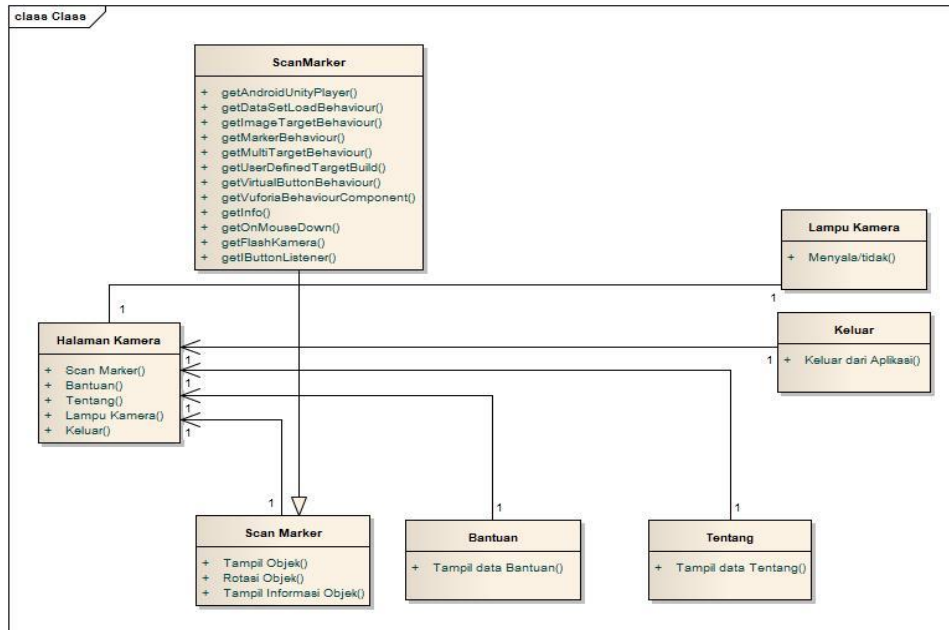 class Class
ScanMarker
+ getAndroidUnityPlayer()
+ getDataSetLoadBehaviour()
+ getImageTargetBehaviour()
+ getMarkerBehaviour()
+ getMultiTargetBehaviour()
+ getUserDefinedTargetBuild()
+ getVirtualButtonBehaviour()
+ getVuforiaBehaviourComponent()
+ getInfo()
+ getOnMouseDown()
+ getFlashKamera()
+ getIButtonListener()
Lampu Kamera
+ Menyala/tidak()
1
1
Halaman Kamera
+ Scan Marker()
+ Bantuan()
+ Tentang()
+ Lampu Kamera()
+ Keluar()
Keluar
+ Keluar dari Aplikasi()
1
1
1
1
1
1
1
1
Scan Marker
+ Tampil Objek()
+ Rotasi Objek()
+ Tampil Informasi Objek()
Bantuan
+ Tampil data Bantuan()
Tentang
+ Tampil data Tentang()